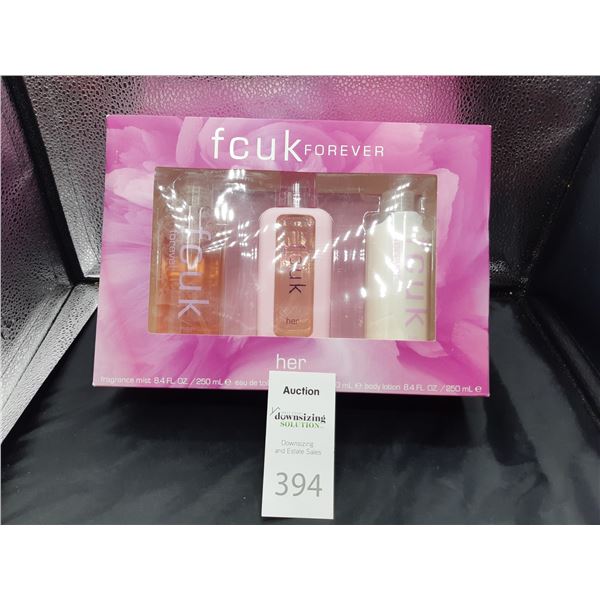 fcuk FOREVER
forever
fcuk
fcuk
her
fcuk
her
fragrance mist 8.4 FL OZ / 250 mL ℮ eau de toi mL ℮ body lotion 8.4 FL OZ / 250 mL ℮
Auction
downsizing
SOLUTION
Downsizing
and Estate Sales
394